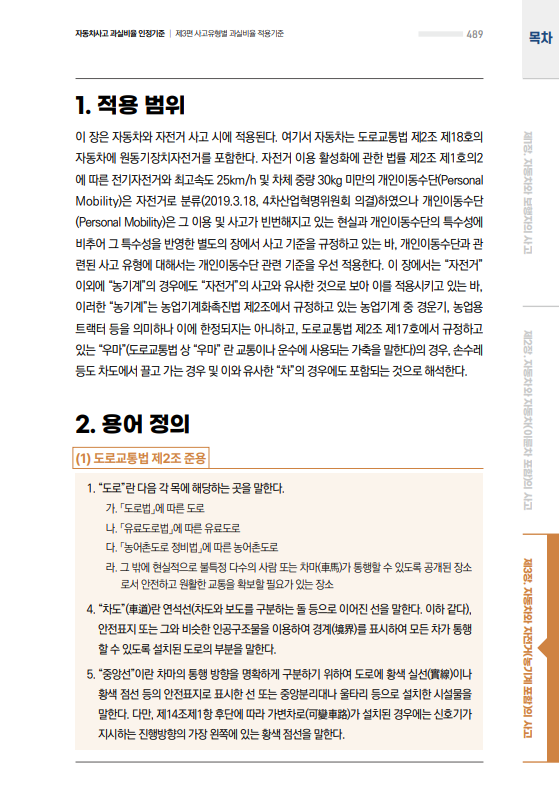 자동차사고 과실비율 인정기준 | 제3편 사고유형별 과실비율 적용기준
489
목차
1. 적용 범위
이 장은 자동차와 자전거 사고 시에 적용된다. 여기서 자동차는 도로교통법 제2조 제18호의
자동차에 원동기장치자전거를 포함한다. 자전거 이용 활성화에 관한 법률 제2조 제1호의2
에 따른 전기자전거와 최고속도 25km/h 및 차체 중량 30kg 미만의 개인이동수단(Personal
Mobility)은 자전거로 분류(2019.3.18, 4차산업혁명위원회 의결)하였으나 개인이동수단
(Personal Mobility)은 그 이용 및 사고가 빈번해지고 있는 현실과 개인이동수단의 특수성에
비추어 그 특수성을 반영한 별도의 장에서 사고 기준을 규정하고 있는 바, 개인이동수단과 관
련된 사고 유형에 대해서는 개인이동수단 관련 기준을 우선 적용한다. 이 장에서는 “자전거”
이외에 “농기계”의 경우에도 “자전거”의 사고와 유사한 것으로 보아 이를 적용시키고 있는 바,
이러한 “농기계”는 농업기계화촉진법 제2조에서 규정하고 있는 농업기계 중 경운기, 농업용
트랙터 등을 의미하나 이에 한정되지는 아니하고, 도로교통법 제2조 제17호에서 규정하고
있는 “우마”(도로교통법 상 “우마” 란 교통이나 운수에 사용되는 가축을 말한다)의 경우, 손수레
등도 차도에서 끌고 가는 경우 및 이와 유사한 “차”의 경우에도 포함되는 것으로 해석한다.
2. 용어 정의
(1) 도로교통법 제2조 준용
1. “도로”란 다음 각 목에 해당하는 곳을 말한다.
가. 「도로법」에 따른 도로
나. 「유료도로법」에 따른 유료도로
다. 「농어촌도로 정비법」에 따른 농어촌도로
라. 그 밖에 현실적으로 불특정 다수의 사람 또는 차마(車馬)가 통행할 수 있도록 공개된 장소
로서 안전하고 원활한 교통을 확보할 필요가 있는 장소
4. “차도”(車道)란 연석선(차도와 보도를 구분하는 돌 등으로 이어진 선을 말한다. 이하 같다),
안전표지 또는 그와 비슷한 인공구조물을 이용하여 경계(境界)를 표시하여 모든 차가 통행
할 수 있도록 설치된 도로의 부분을 말한다.
5. “중앙선”이란 차마의 통행 방향을 명확하게 구분하기 위하여 도로에 황색 실선(實線)이나
황색 점선 등의 안전표지로 표시한 선 또는 중앙분리대나 울타리 등으로 설치한 시설물을
말한다. 다만, 제14조제1항 후단에 따라 가변차로(可變車路)가 설치된 경우에는 신호기가
지시하는 진행방향의 가장 왼쪽에 있는 황색 점선을 말한다.
제1장. 자동차와 보행자의 사고
제2장. 자동차와 자동차(이륜차 포함)의 사고
제3장. 자동차와 자전거(농기계 포함)의 사고